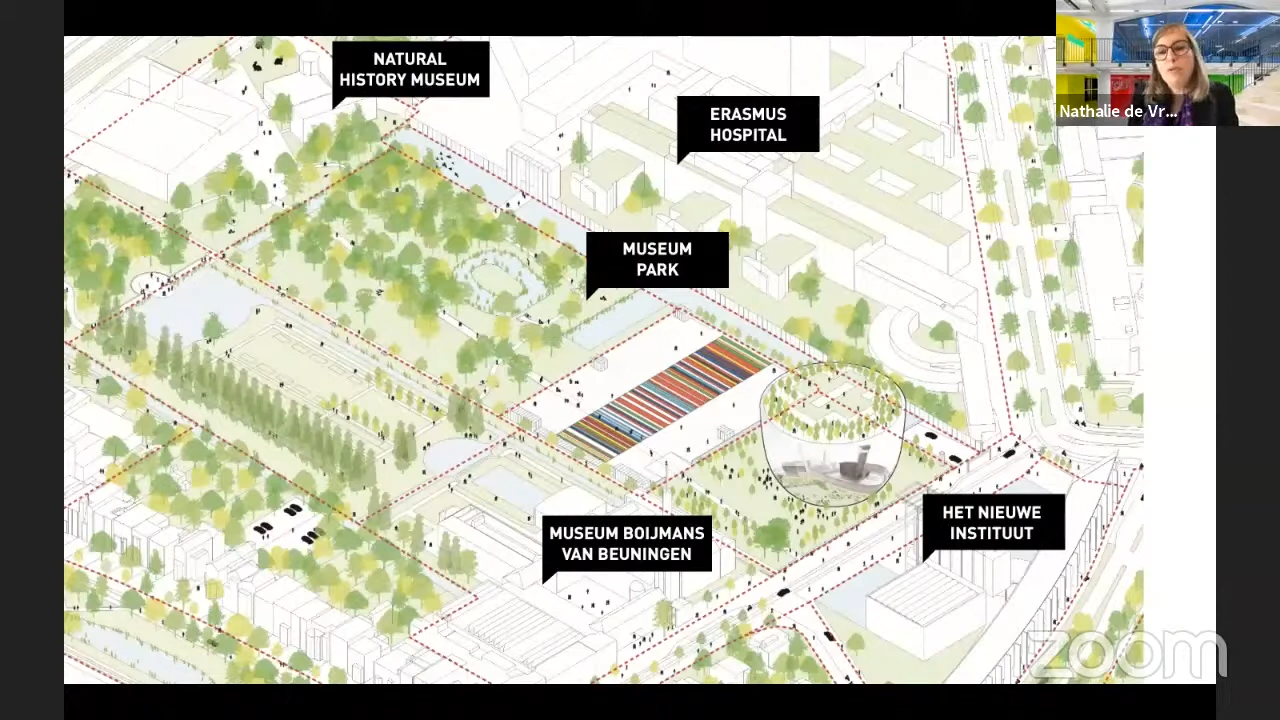 NATURAL
HISTORY MUSEUM
ERASMUS
HOSPITAL
Nathalie de Vr...
MUSEUM
PARK
MUSEUM BOIJMANS
VAN BEUNINGEN
HET NIEUWE
INSTITUUT
zoom